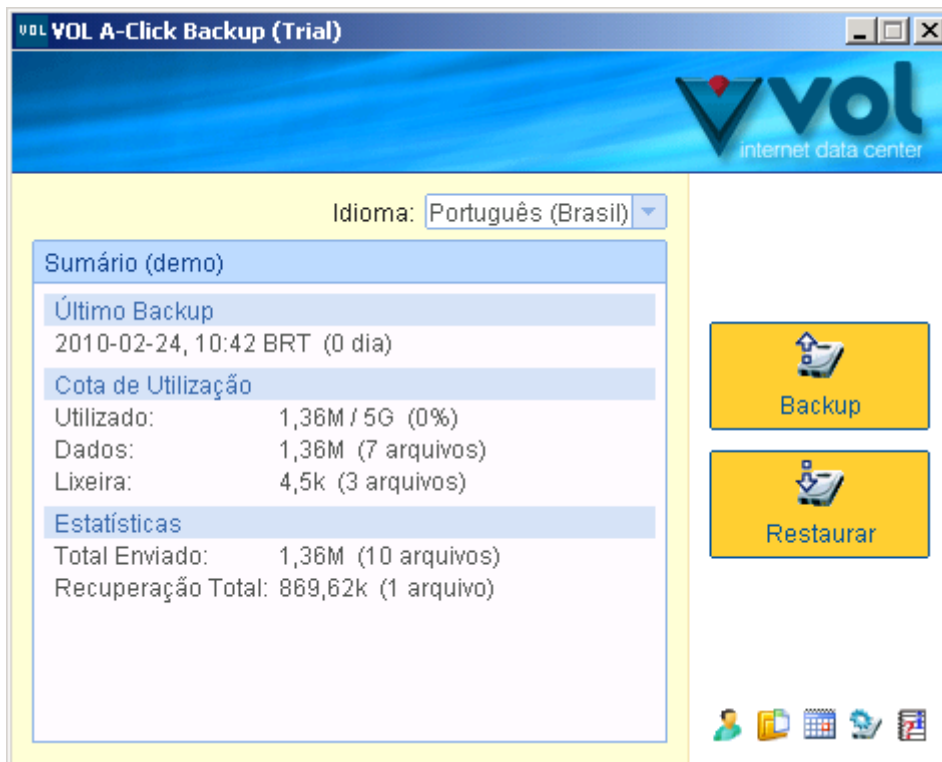 VOL VOL A-Click Backup (Trial)
vol
internet data center
Idioma: Português (Brasil)
Sumário (demo)
Último Backup
2010-02-24, 10:42 BRT (0 dia)
Cota de Utilização
Utilizado: 1,36M / 5G (0%)
Dados: 1,36M (7 arquivos)
Lixeira: 4,5k (3 arquivos)
Estatísticas
Total Enviado: 1,36M (10 arquivos)
Recuperação Total: 869,62k (1 arquivo)
Backup
Restaurar